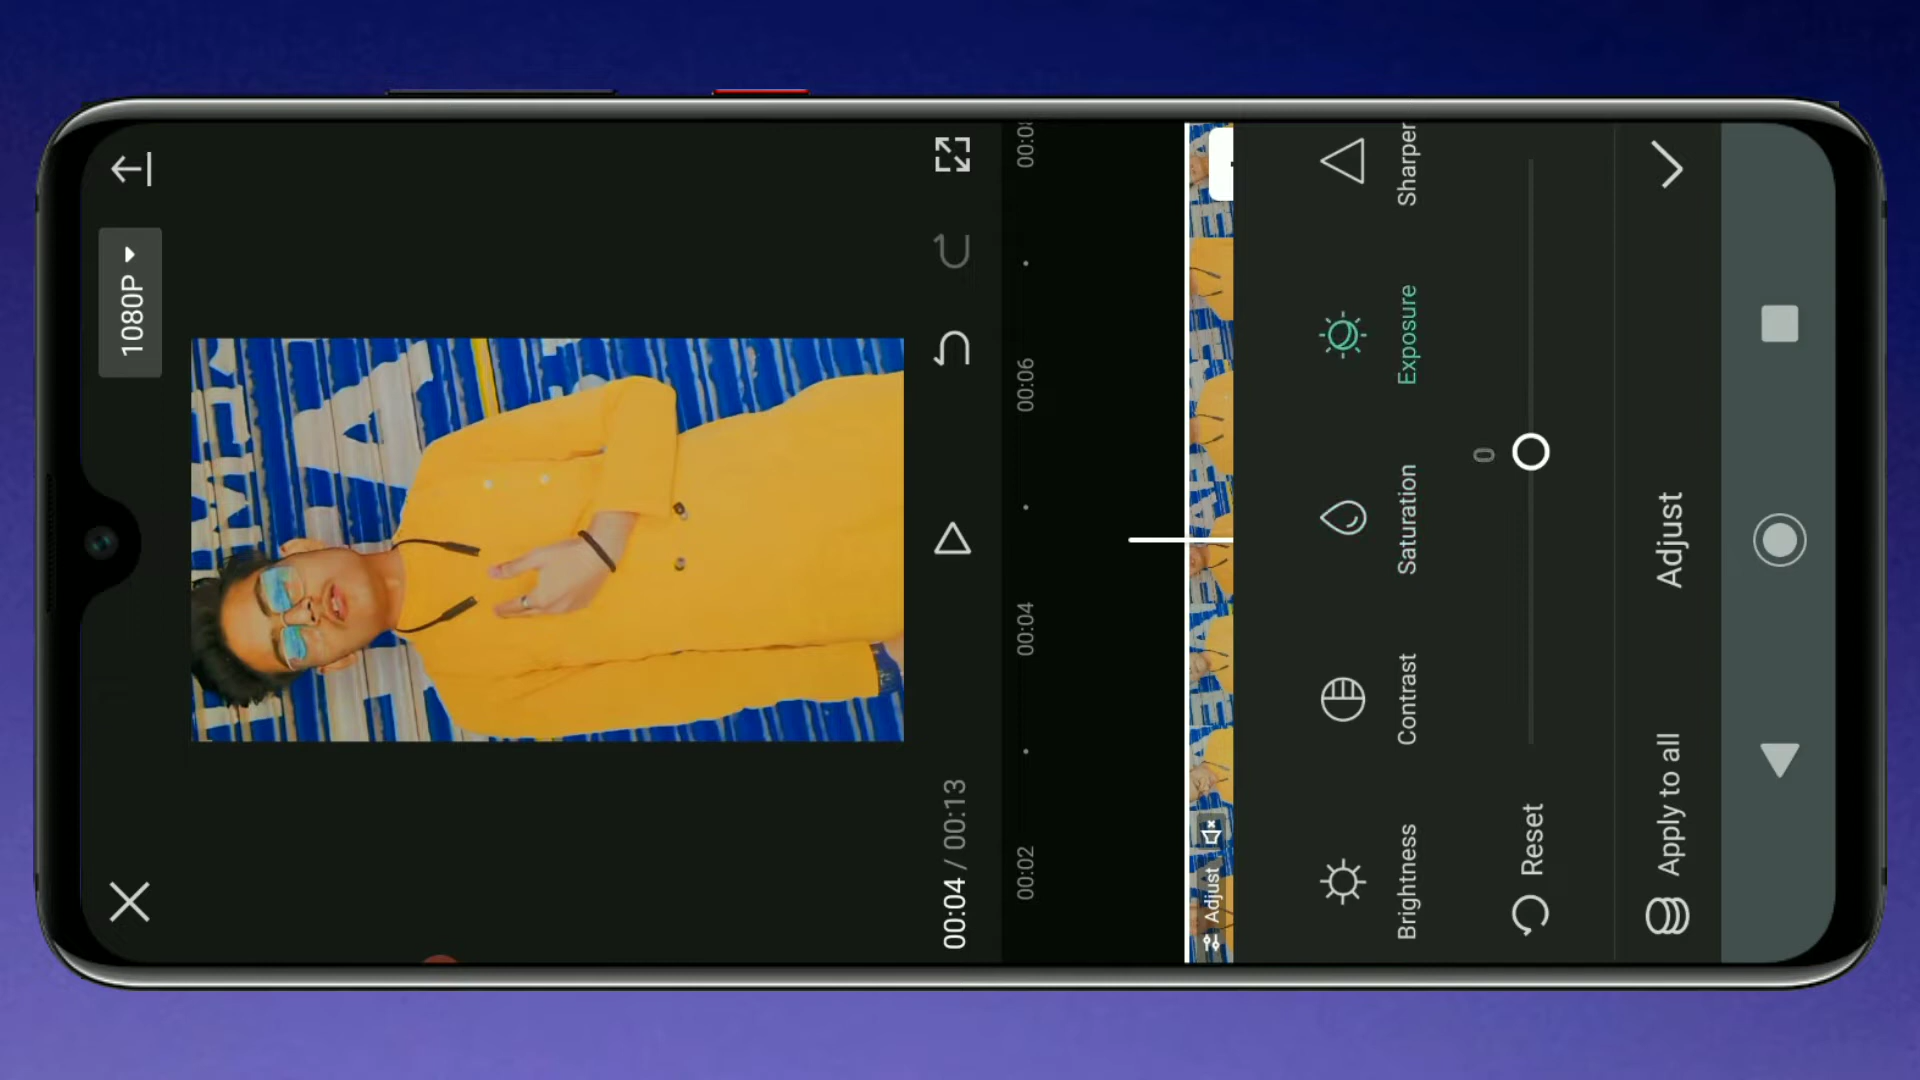 1080P
00:04 / 00:13
00:02
00:04
00:06
Adjust
Brightness
Contrast
Saturation
Exposure
Sharpen
Reset
0
Apply to all
Adjust